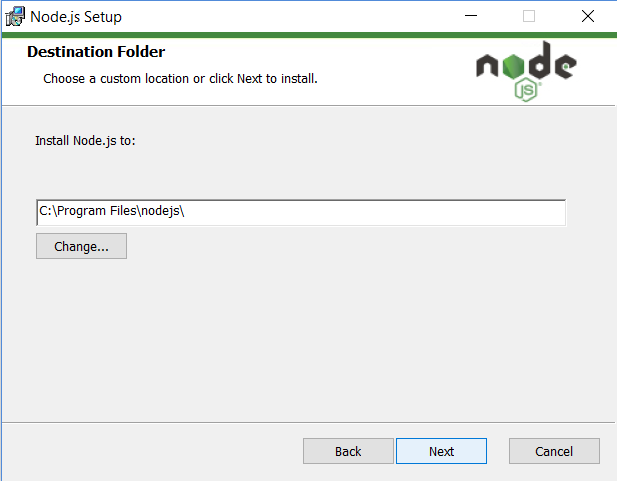 Node.js Setup
Destination Folder
Choose a custom location or click Next to install.
node
JS
Install Node.js to:
C:\Program Files\nodejs\
Change...
Back
Next
Cancel